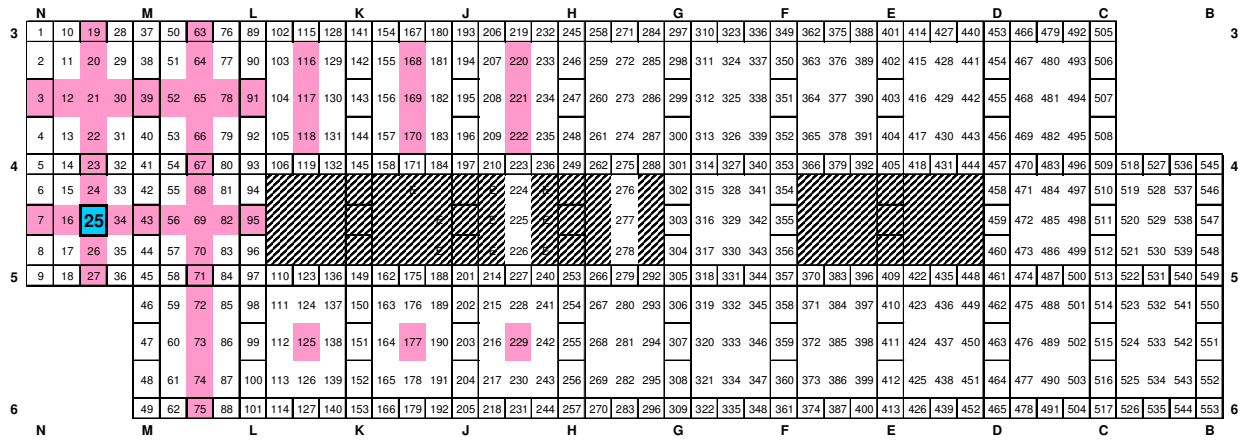 N M L K J H G F E D C B
3 1 10 19 28 37 50 63 76 89 102 115 128 141 154 167 180 193 206 219 232 245 258 271 284 297 310 323 336 349 362 375 388 401 414 427 440 453 466 479 492 505 3
2 11 20 29 38 51 64 77 90 103 116 129 142 155 168 181 194 207 220 233 246 259 272 285 298 311 324 337 350 363 376 389 402 415 428 441 454 467 480 493 506
3 12 21 30 39 52 65 78 91 104 117 130 143 156 169 182 195 208 221 234 247 260 273 286 299 312 325 338 351 364 377 390 403 416 429 442 455 468 481 494 507
4 13 22 31 40 53 66 79 92 105 118 131 144 157 170 183 196 209 222 235 248 261 274 287 300 313 326 339 352 365 378 391 404 417 430 443 456 469 482 495 508
4 5 14 23 32 41 54 67 80 93 106 119 132 145 158 171 184 197 210 223 236 249 262 275 288 301 314 327 340 353 366 379 392 405 418 431 444 457 470 483 496 509 518 527 536 545 4
6 15 24 33 42 55 68 81 94 E E 224 E 276 302 315 328 341 354 458 471 484 497 510 519 528 537 546
7 16 25 34 43 56 69 82 95 E E 225 E 277 303 316 329 342 355 459 472 485 498 511 520 529 538 547
8 17 26 35 44 57 70 83 96 E E 226 E 278 304 317 330 343 356 460 473 486 499 512 521 530 539 548
5 9 18 27 36 45 58 71 84 97 110 123 136 149 162 175 188 201 214 227 240 253 266 279 292 305 318 331 344 357 370 383 396 409 422 435 448 461 474 487 500 513 522 531 540 549 5
46 59 72 85 98 111 124 137 150 163 176 189 202 215 228 241 254 267 280 293 306 319 332 345 358 371 384 397 410 423 436 449 462 475 488 501 514 523 532 541 550
47 60 73 86 99 112 125 138 151 164 177 190 203 216 229 242 255 268 281 294 307 320 333 346 359 372 385 398 411 424 437 450 463 476 489 502 515 524 533 542 551
48 61 74 87 100 113 126 139 152 165 178 191 204 217 230 243 256 269 282 295 308 321 334 347 360 373 386 399 412 425 438 451 464 477 490 503 516 525 534 543 552
6 49 62 75 88 101 114 127 140 153 166 179 192 205 218 231 244 257 270 283 296 309 322 335 348 361 374 387 400 413 426 439 452 465 478 491 504 517 526 535 544 553 6
N M L K J H G F E D C B